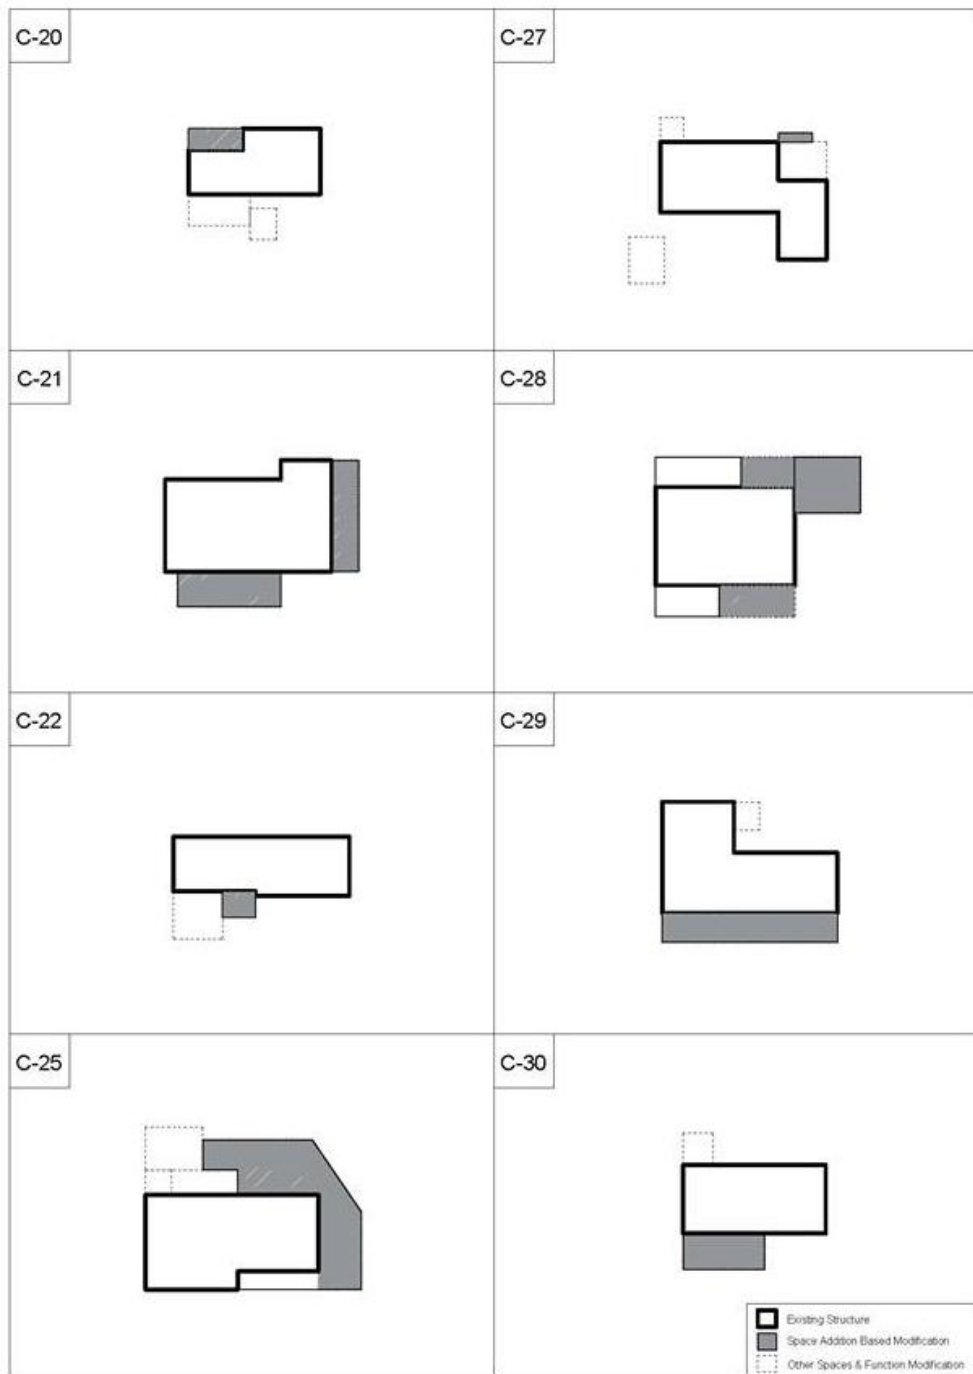 C-20
C-27
C-21
C-28
C-22
C-29
C-25
C-30
Existing Structure
Space Addition Based Modification
Other Spaces & Function Modification